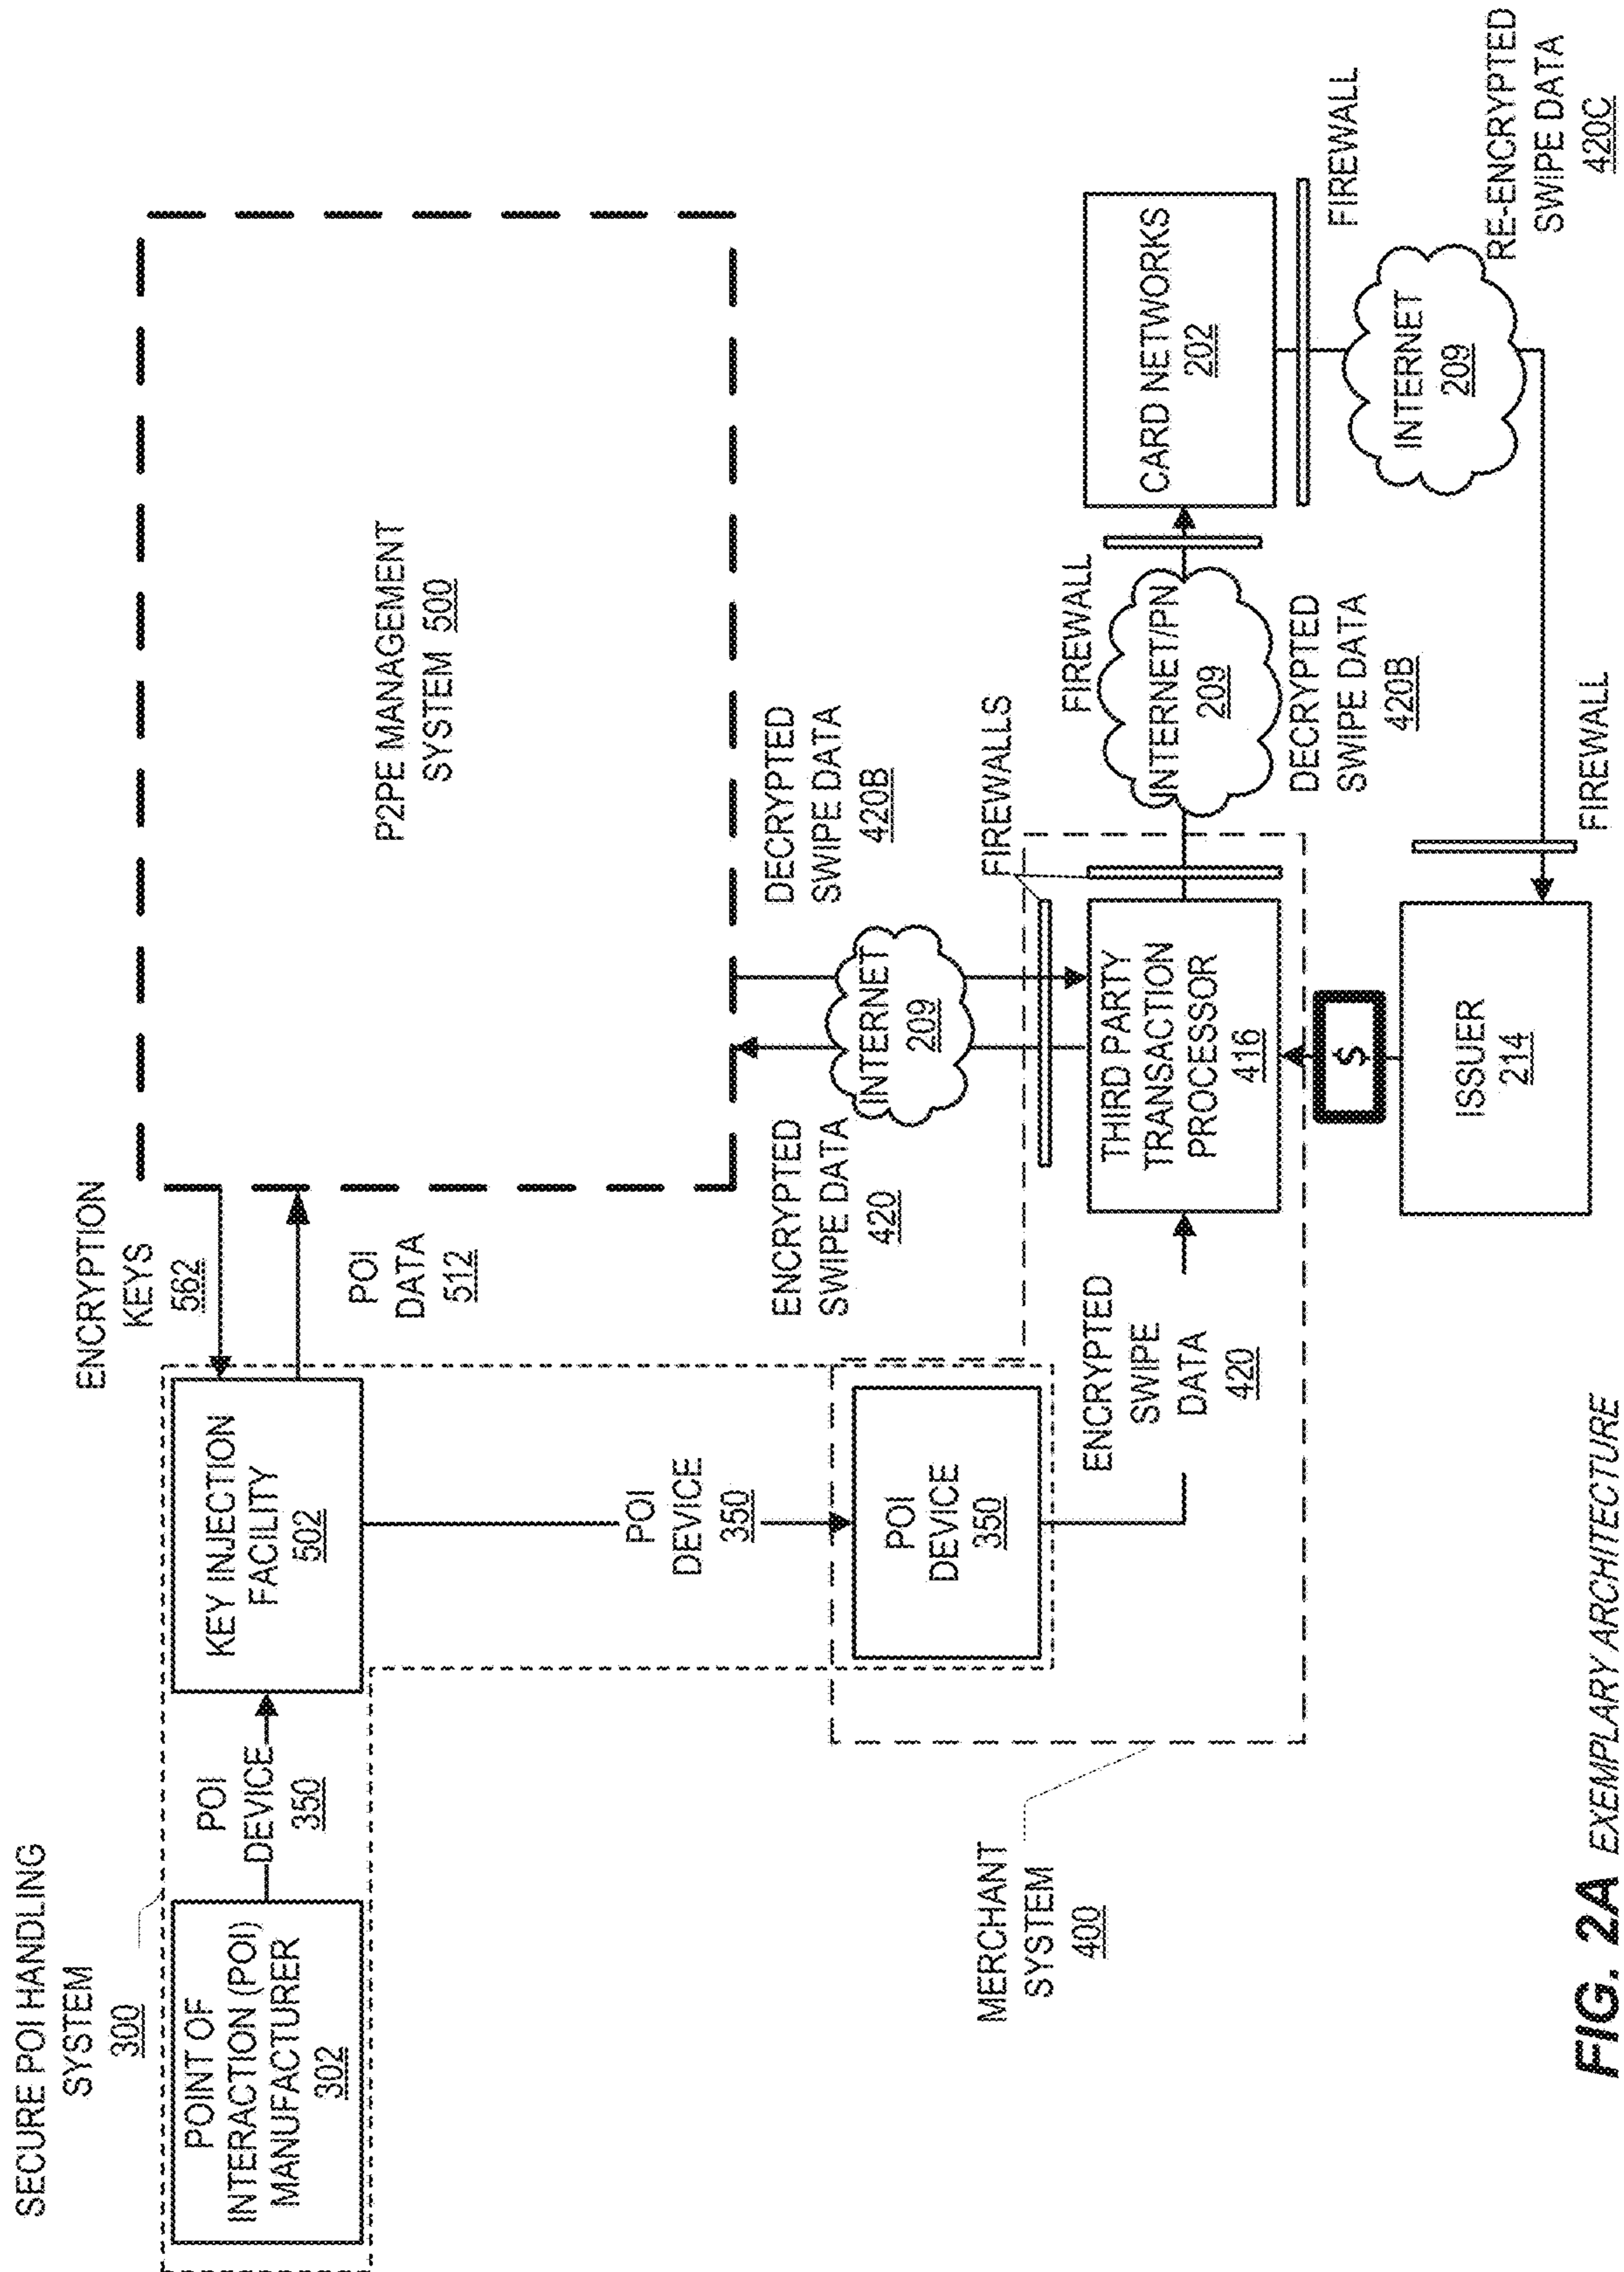 SECURE POI HANDLING
SYSTEM
300
POINT OF
INTERACTION (POI)
MANUFACTURER
302
POI
DEVICE
350
KEY INJECTION
FACILITY
502
ENCRYPTION
KEYS
562
POI
DATA
512
P2PE MANAGEMENT
SYSTEM 500
POI
DEVICE
350
POI
DEVICE
350
ENCRYPTED
SWIPE DATA
420
INTERNET
209
DECRYPTED
SWIPE DATA
420B
MERCHANT
SYSTEM
400
ENCRYPTED
SWIPE
DATA
420
THIRD PARTY
TRANSACTION
PROCESSOR
416
FIREWALLS
FIREWALL
INTERNET/PN
209
DECRYPTED
SWIPE DATA
420B
CARD NETWORKS
202
FIREWALL
INTERNET
209
RE-ENCRYPTED
SWIPE DATA
420C
$
ISSUER
214
FIREWALL
FIG. 2A EXEMPLARY ARCHITECTURE